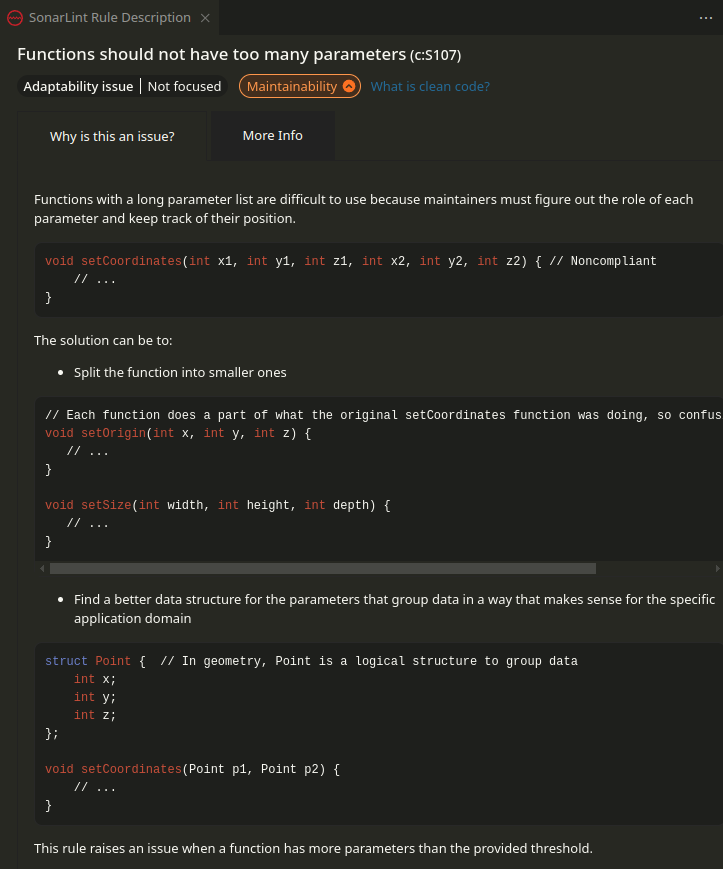 SonarLint Rule Description
Functions should not have too many parameters (c:S107)
Adaptability issue | Not focused Maintainability What is clean code?
Why is this an issue? More Info
Functions with a long parameter list are difficult to use because maintainers must figure out the role of each
parameter and keep track of their position.
void setCoordinates(int x1, int y1, int z1, int x2, int y2, int z2) { // Noncompliant
    // ...
}
The solution can be to:
• Split the function into smaller ones
// Each function does a part of what the original setCoordinates function was doing, so confus
void setOrigin(int x, int y, int z) {
   // ...
}
void setSize(int width, int height, int depth) {
   // ...
}
• Find a better data structure for the parameters that group data in a way that makes sense for the specific
application domain
struct Point {  // In geometry, Point is a logical structure to group data
    int x;
    int y;
    int z;
};
void setCoordinates(Point p1, Point p2) {
    // ...
}
This rule raises an issue when a function has more parameters than the provided threshold.